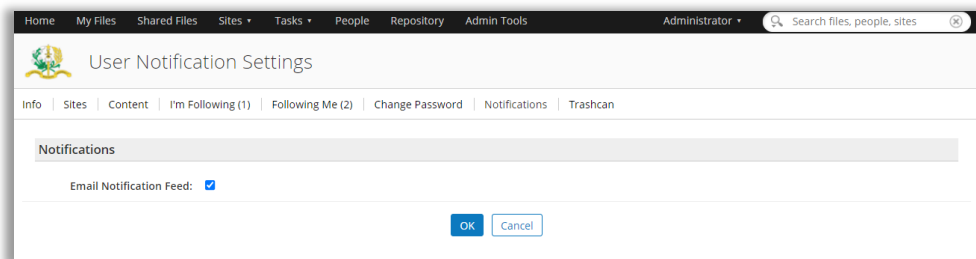 Home My Files Shared Files Sites Tasks People Repository Admin Tools Administrator Search files, people, sites
User Notification Settings
Info Sites Content I'm Following (1) Following Me (2) Change Password Notifications Trashcan
Notifications
Email Notification Feed:
OK Cancel